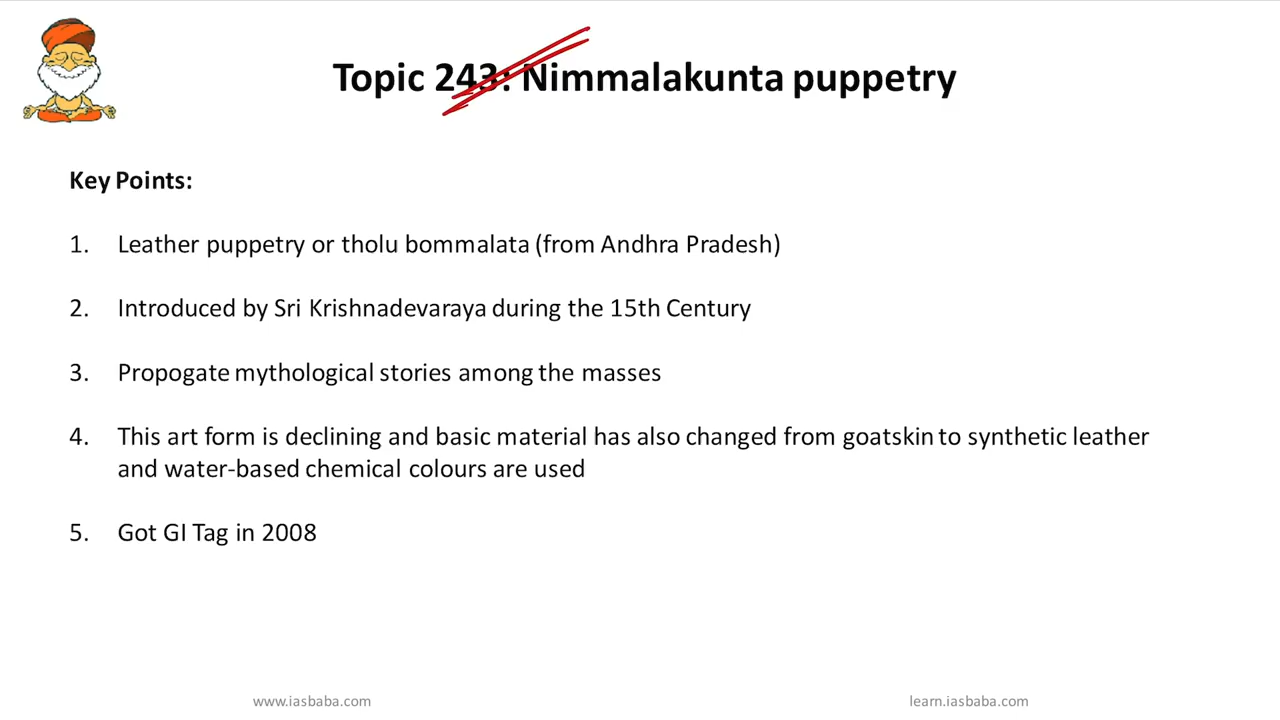 Topic 243: Nimmalakunta puppetry
Key Points:
1. Leather puppetry or tholu bommalata (from Andhra Pradesh)
2. Introduced by Sri Krishnadevaraya during the 15th Century
3. Propogate mythological stories among the masses
4. This art form is declining and basic material has also changed from goatskin to synthetic leather
and water-based chemical colours are used
5. Got GI Tag in 2008
www.iasbaba.com
learn.iasbaba.com